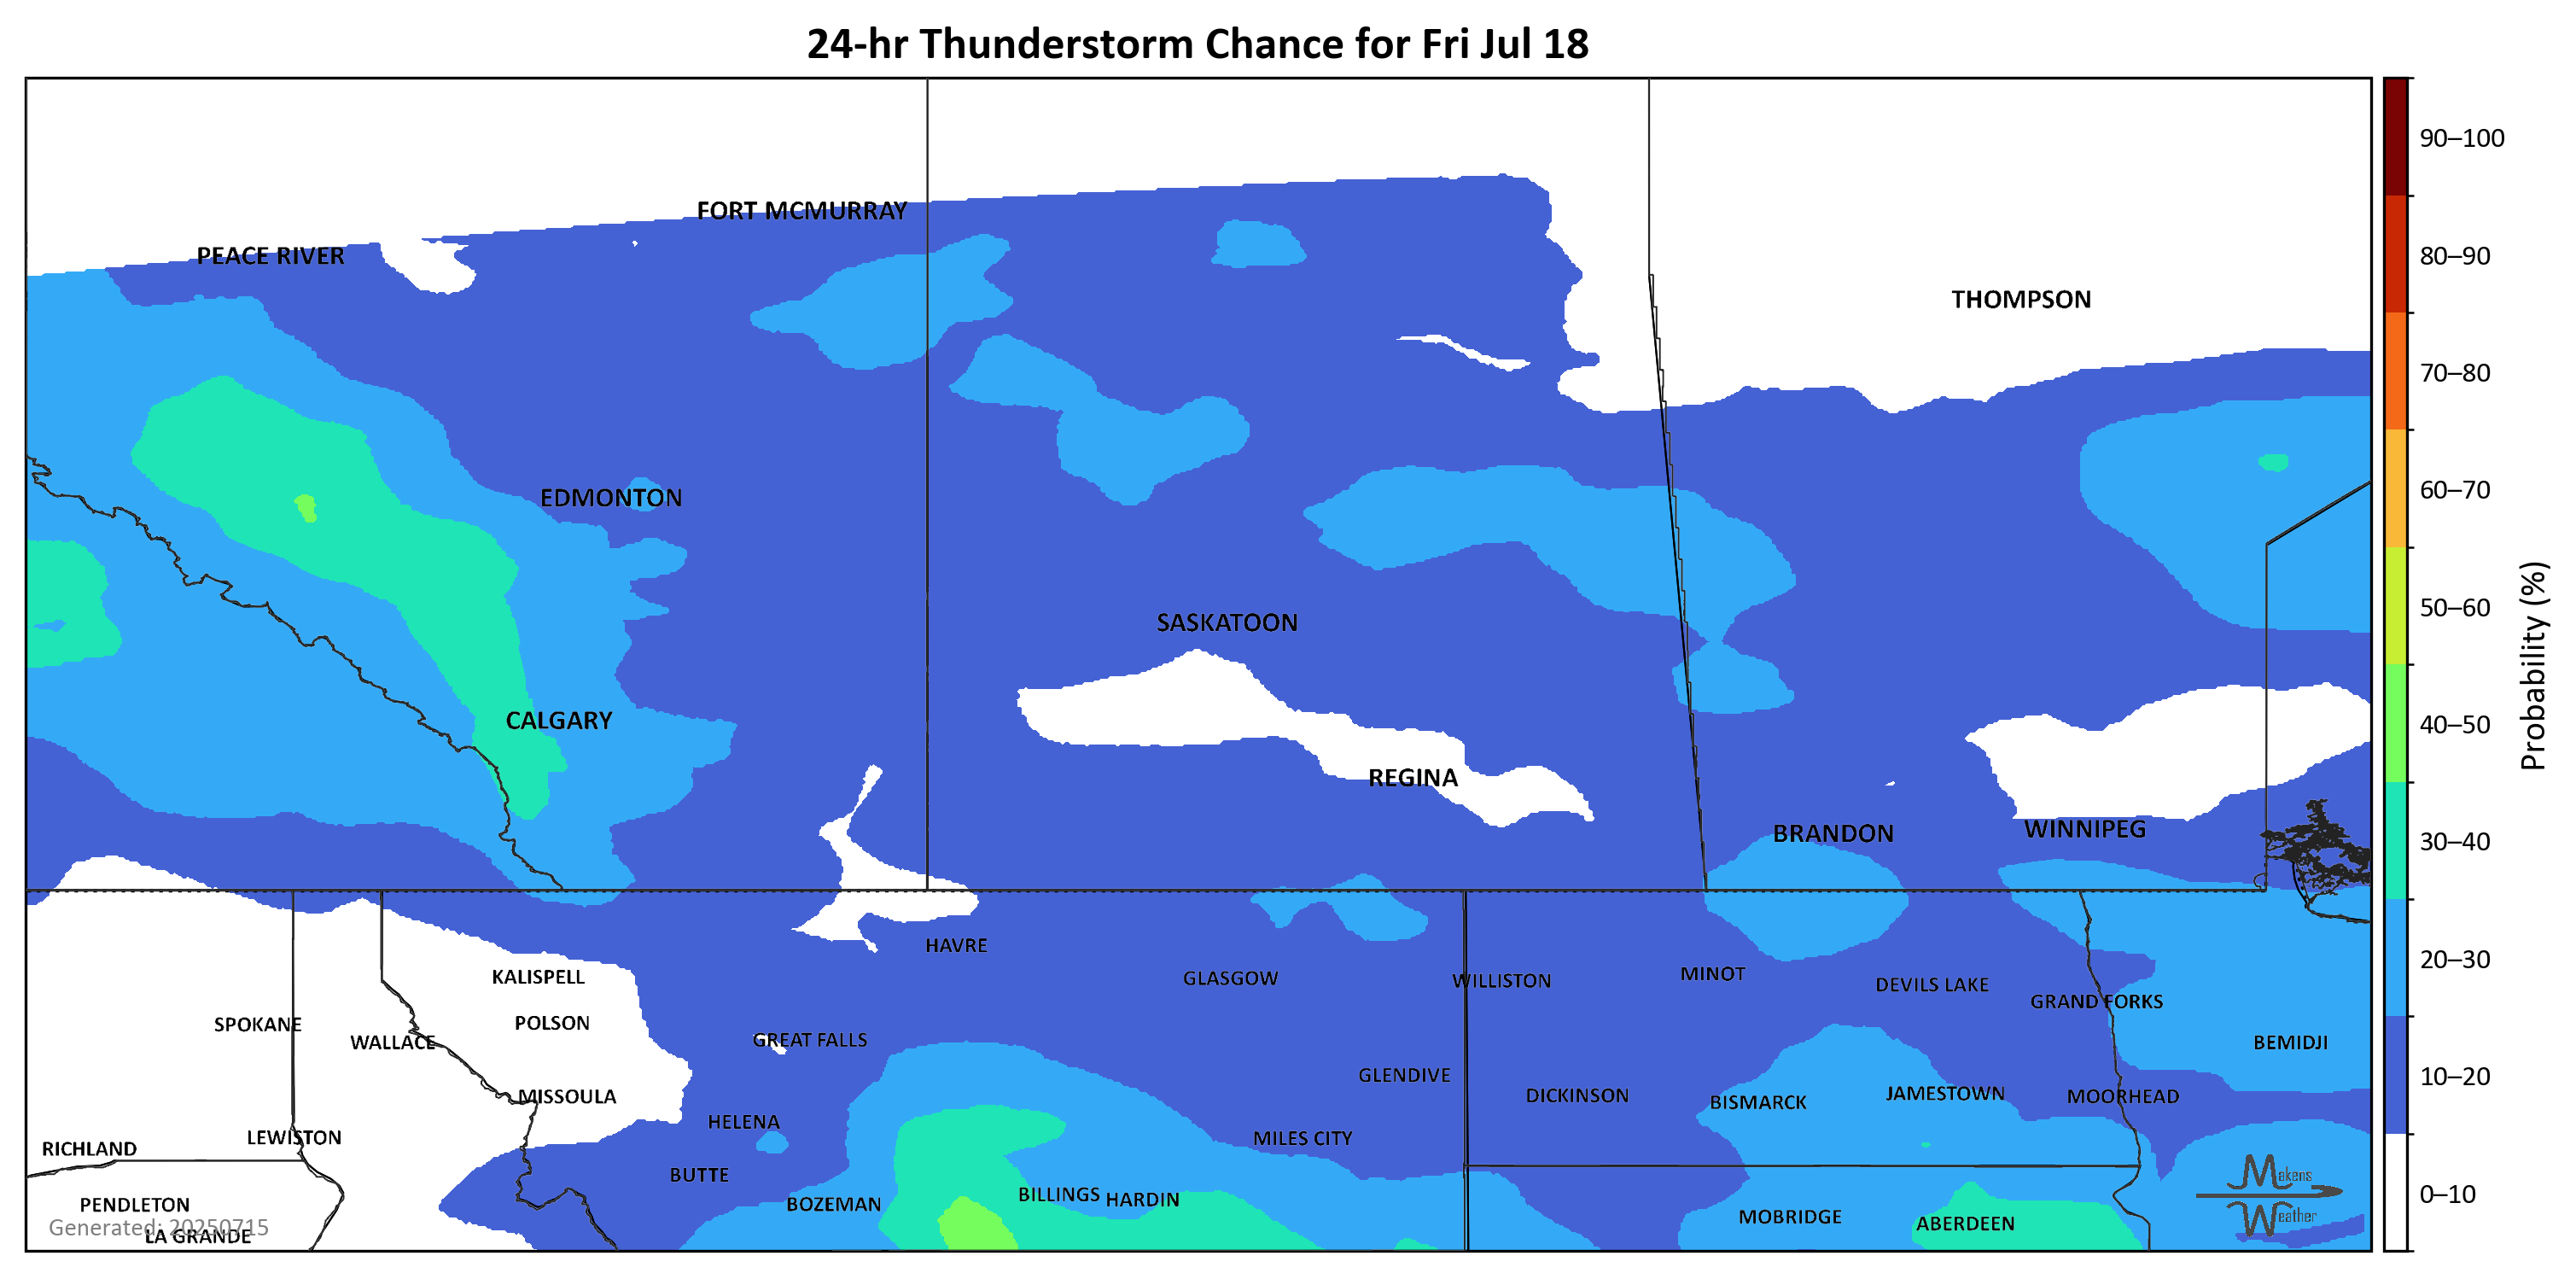 24-hr Thunderstorm Chance for Fri Jul 18
90–100
FORT MCMURRAY
PEACE RIVER
80–90
THOMPSON
70–80
EDMONTON
60–70
SASKATOON
50–60
CALGARY
40–50
Probability (%)
REGINA
BRANDON
WINNIPEG
30–40
HAVRE
KALISPELL
GLASGOW
WILLISTON
MINOT
DEVILS LAKE
20–30
GRAND FORKS
SPOKANE
POLSON
WALLACE
GREAT FALLS
BEMIDJI
GLENDIVE
10–20
MISSOULA
DICKINSON
BISMARCK
JAMESTOWN
MOORHEAD
HELENA
LEWISTON
MILES CITY
RICHLAND
BUTTE
Makens
Weather
BILLINGS
HARDIN
0–10
PENDLETON
BOZEMAN
MOBRIDGE
ABERDEEN
Generated: 20250715
LA GRANDE